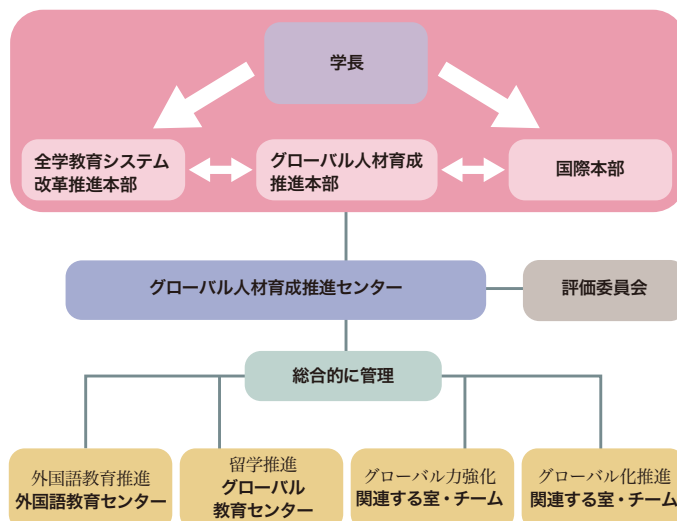 学長
全学教育システム
改革推進本部
グローバル人材育成
推進本部
国際本部
グローバル人材育成推進センター
評価委員会
総合的に管理
外国語教育推進
外国語教育センター
留学推進
グローバル
教育センター
グローバル力強化
関連する室・チーム
グローバル化推進
関連する室・チーム